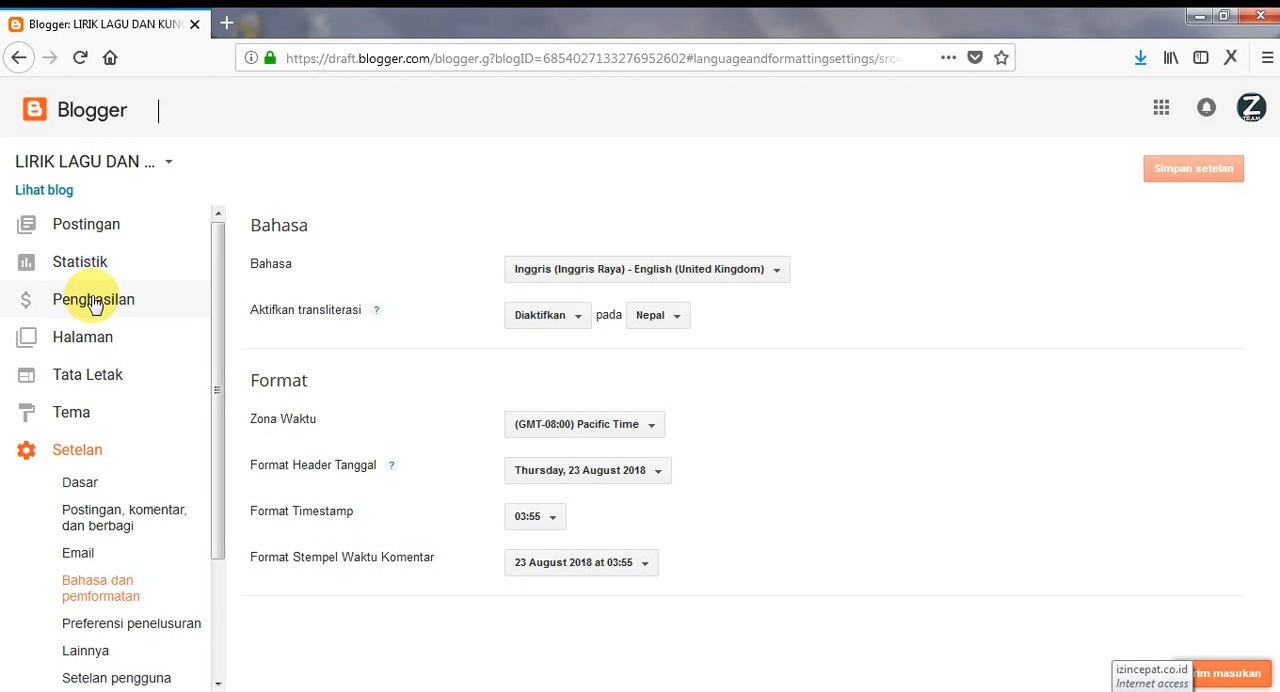 Blogger: LIRIK LAGU DAN KUN
https://draft.blogger.com/blogger.g?blogID=6854027133276952602#languageandformattingsettings/src=
Blogger
Z
TEAM
LIRIK LAGU DAN ...
Simpan setelan
Lihat blog
Postingan
Statistik
Penghasilan
Halaman
Tata Letak
Tema
Setelan
Dasar
Postingan, komentar,
dan berbagi
Email
Bahasa dan
pemformatan
Preferensi penelusuran
Lainnya
Setelan pengguna
Bahasa
Bahasa
Inggris (Inggris Raya) - English (United Kingdom)
Aktifkan transliterasi ?
Diaktifkan pada Nepal
Format
Zona Waktu
(GMT-08:00) Pacific Time
Format Header Tanggal ?
Thursday, 23 August 2018
Format Timestamp
03:55
Format Stempel Waktu Komentar
23 August 2018 at 03:55
izincepat.co.id
Internet access
rim masukan